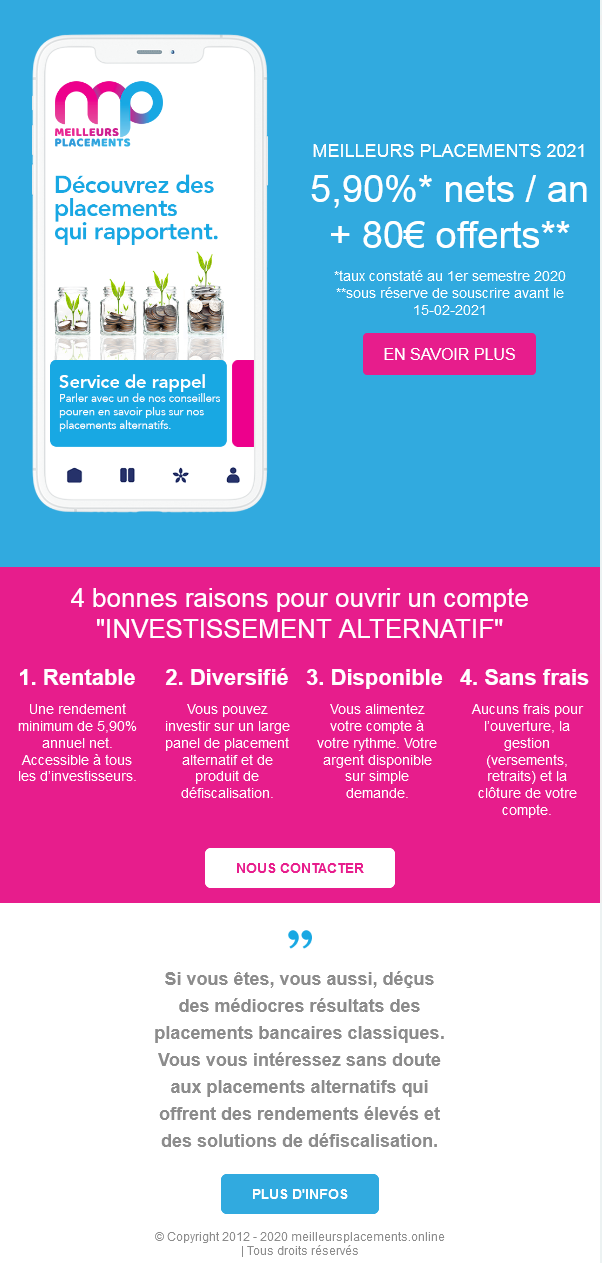 mp
MEILLEURS
PLACEMENTS
Découvrez des
placements
qui rapportent.
Service de rappel
Parler avec un de nos conseillers
pouren en savoir plus sur nos
placements alternatifs.
MEILLEURS PLACEMENTS 2021
5,90%* nets / an
+ 80€ offerts**
*taux constaté au 1er semestre 2020
**sous réserve de souscrire avant le
15-02-2021
EN SAVOIR PLUS
4 bonnes raisons pour ouvrir un compte
"INVESTISSEMENT ALTERNATIF"
1. Rentable
Une rendement
minimum de 5,90%
annuel net.
Accessible à tous
les d'investisseurs.
2. Diversifié
Vous pouvez
investir sur un large
panel de placement
alternatif et de
produit de
défiscalisation.
3. Disponible
Vous alimentez
votre compte à
votre rythme. Votre
argent disponible
sur simple
demande.
4. Sans frais
Aucuns frais pour
l'ouverture, la
gestion
(versements,
retraits) et la
clôture de votre
compte.
NOUS CONTACTER
”
Si vous êtes, vous aussi, déçus
des médiocres résultats des
placements bancaires classiques.
Vous vous intéressez sans doute
aux placements alternatifs qui
offrent des rendements élevés et
des solutions de défiscalisation.
PLUS D'INFOS
© Copyright 2012 - 2020 meilleursplacements.online
| Tous droits réservés